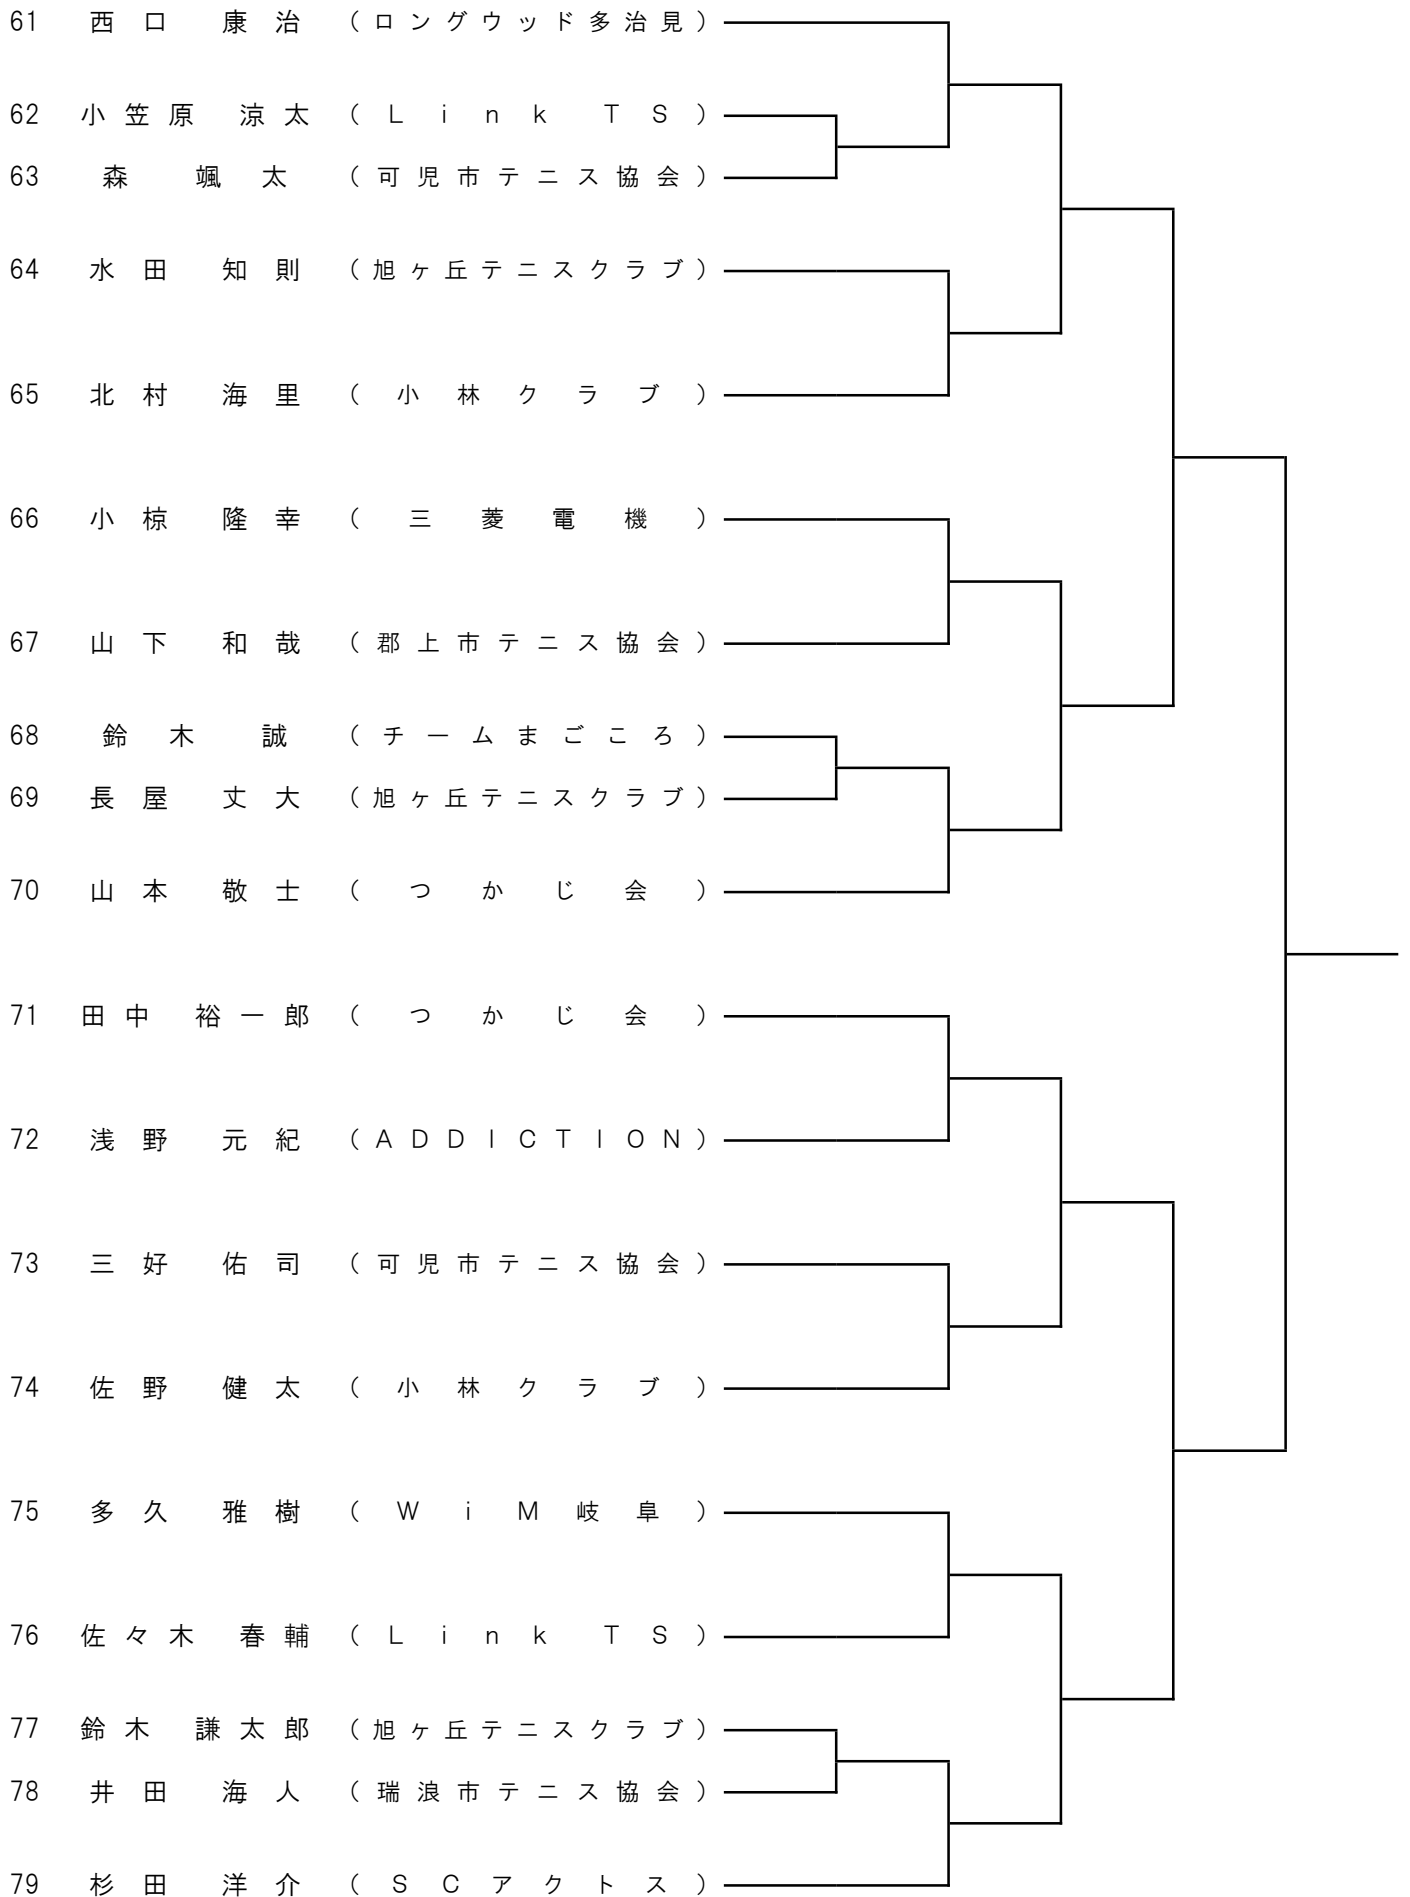 61 西口 康治 (ロングウッド多治見)
62 小笠原 涼太 (Link TS)
63 森 颯太 (可児市テニス協会)
64 水田 知則 (旭ヶ丘テニスクラブ)
65 北村 海里 (小林クラブ)
66 小椋 隆幸 (三菱電機)
67 山下 和哉 (郡上市テニス協会)
68 鈴木 誠 (チームまごころ)
69 長屋 丈大 (旭ヶ丘テニスクラブ)
70 山本 敬士 (つかじ会)
71 田中 裕一郎 (つかじ会)
72 浅野 元紀 (ADDICTION)
73 三好 佑司 (可児市テニス協会)
74 佐野 健太 (小林クラブ)
75 多久 雅樹 (WiM岐阜)
76 佐々木 春輔 (Link TS)
77 鈴木 謙太郎 (旭ヶ丘テニスクラブ)
78 井田 海人 (瑞浪市テニス協会)
79 杉田 洋介 (SCアクトス)